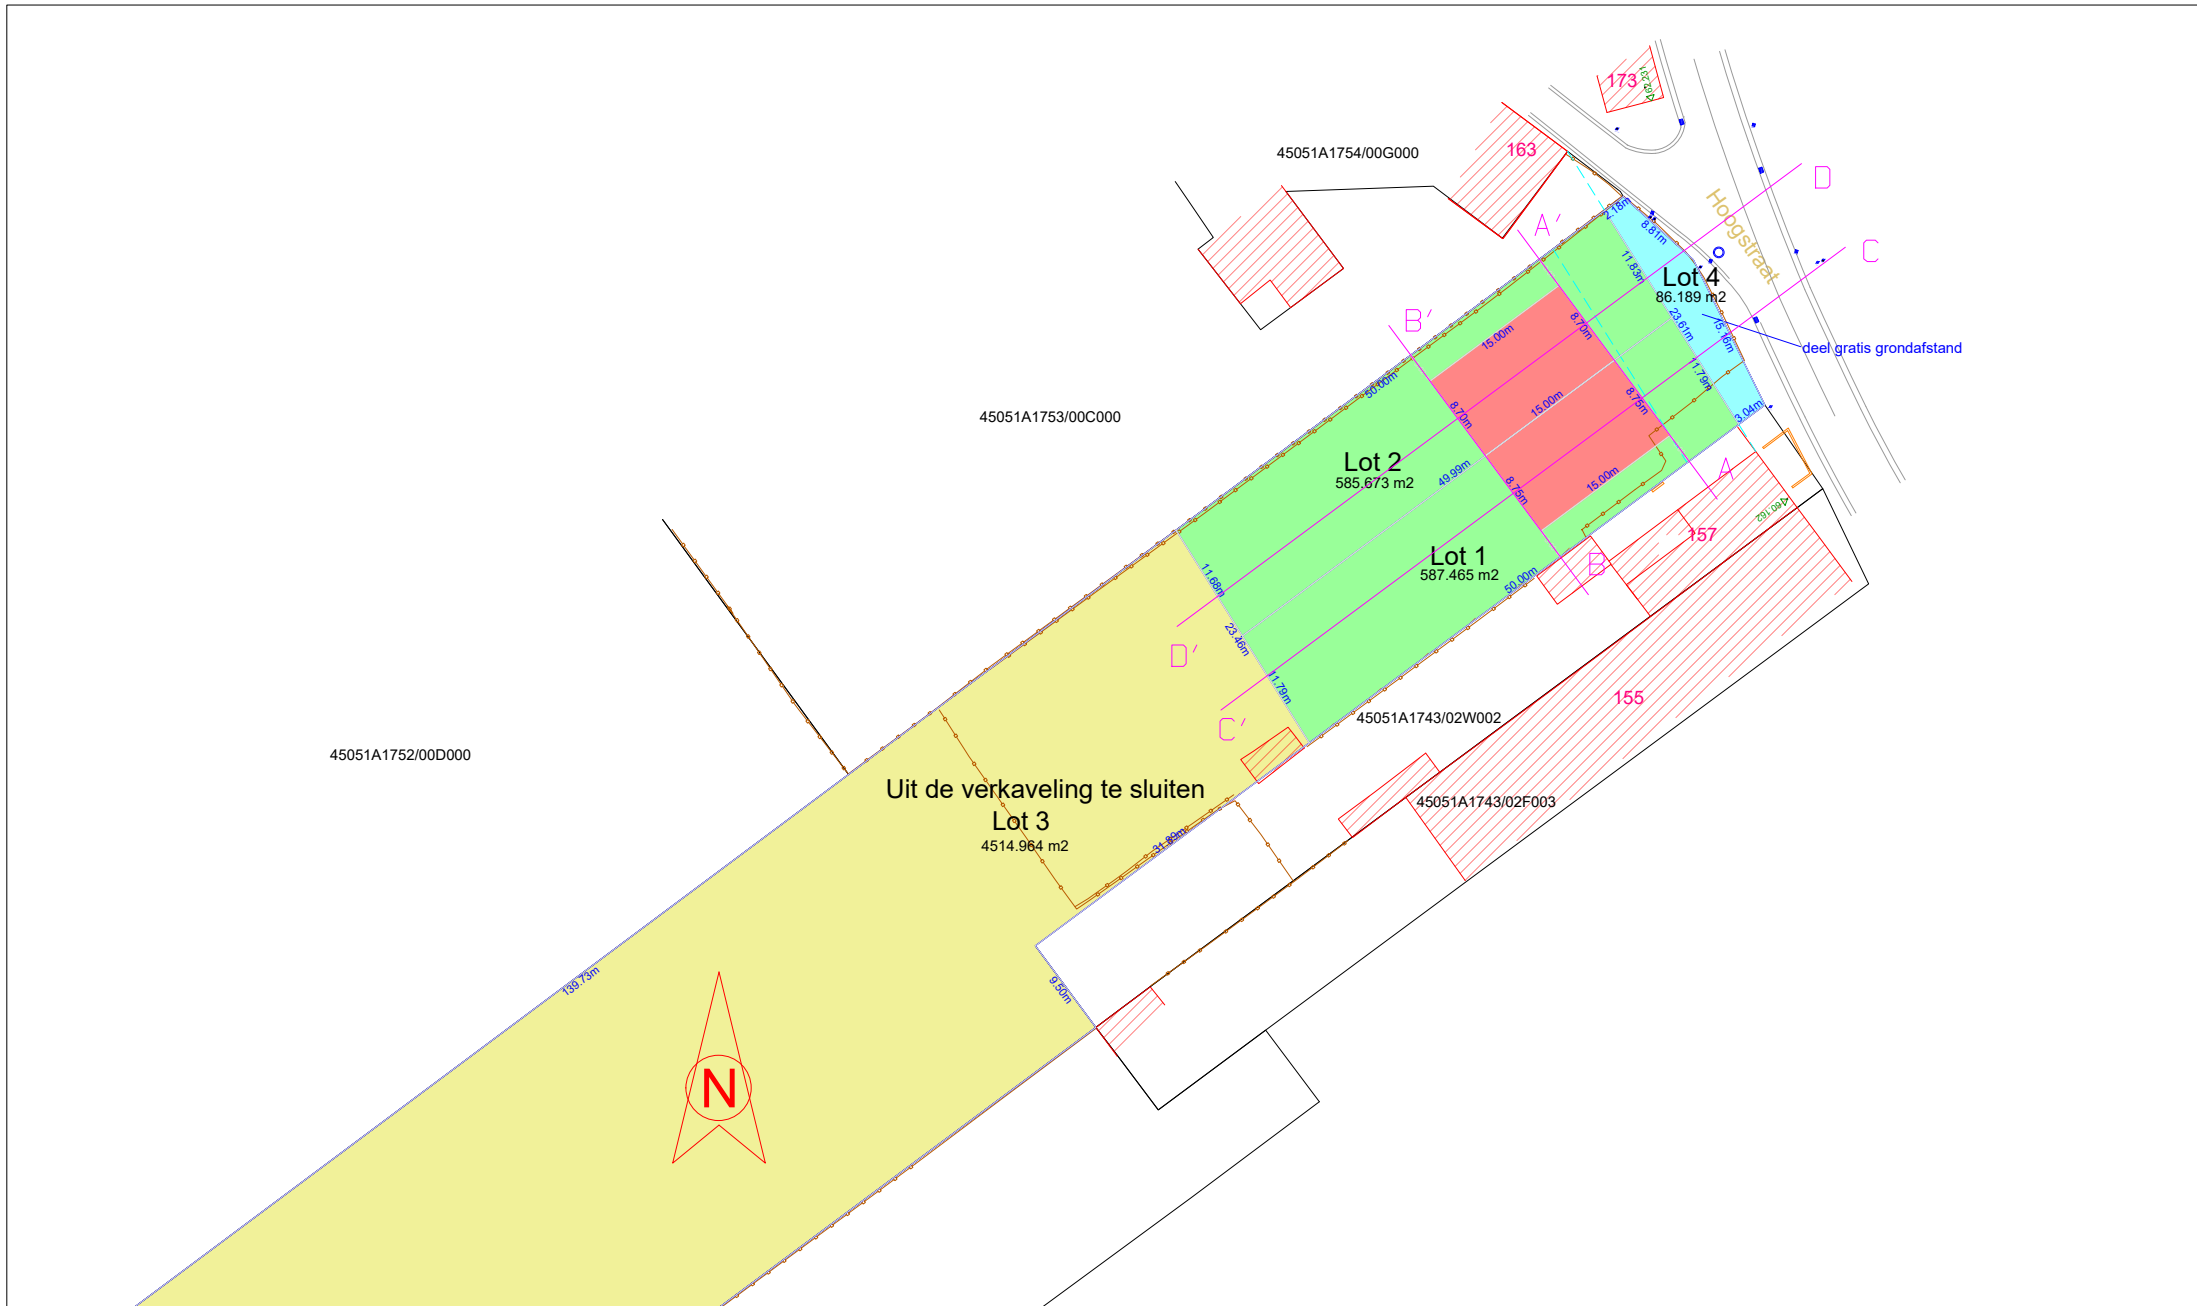 173
62.231
163
45051A1754/00G000
D
A'
Hoogstraat
2.18m
8.81m
C
11.83m
Lot 4
86.189 m2
B'
8.70m
15.00m
23.61m
15.16m
deel gratis grondafstand
50.00m
11.79m
15.00m
8.75m
45051A1753/00C000
8.70m
3.04m
Lot 2
585.673 m2
49.99m
A
15.00m
8.75m
60.162
157
Lot 1
587.465 m2
B
11.68m
50.00m
23.46m
D'
11.79m
155
45051A1743/02W002
C'
45051A1752/00D000
Uit de verkaveling te sluiten
Lot 3
4514.964 m2
45051A1743/02F003
31.89m
139.73m
9.50m
N